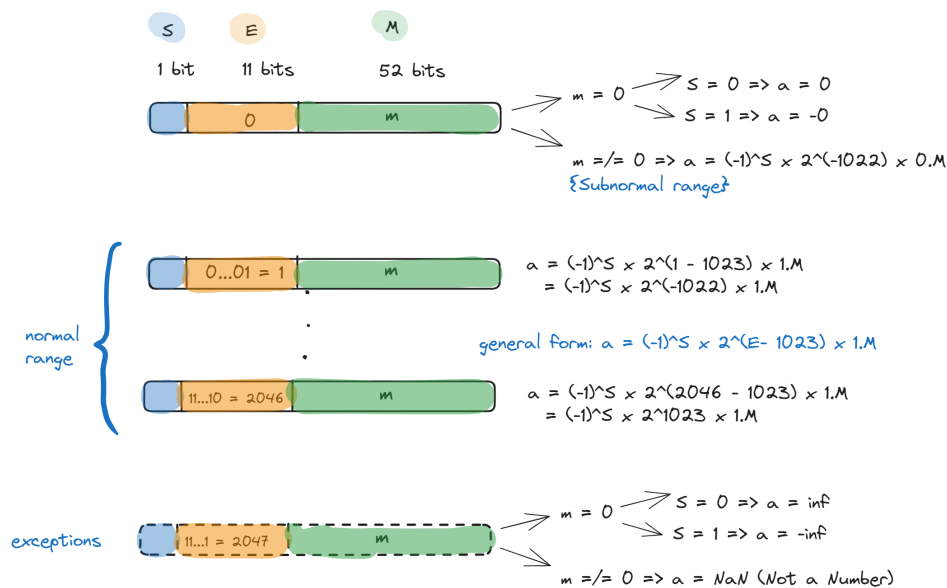 S E M
1 bit 11 bits 52 bits
0 m
m = 0
S = 0 => a = 0
S = 1 => a = -0
m =/= 0 => a = (-1)^S x 2^(-1022) x 0.M
{Subnormal range}
normal
range
0...01 = 1 m
a = (-1)^S x 2^(1 - 1023) x 1.M
= (-1)^S x 2^(-1022) x 1.M
general form: a = (-1)^S x 2^(E- 1023) x 1.M
11...10 = 2046 m
a = (-1)^S x 2^(2046 - 1023) x 1.M
= (-1)^S x 2^1023 x 1.M
exceptions
11...1 = 2047 m
m = 0
S = 0 => a = inf
S = 1 => a = -inf
m =/= 0 => a = NaN (Not a Number)